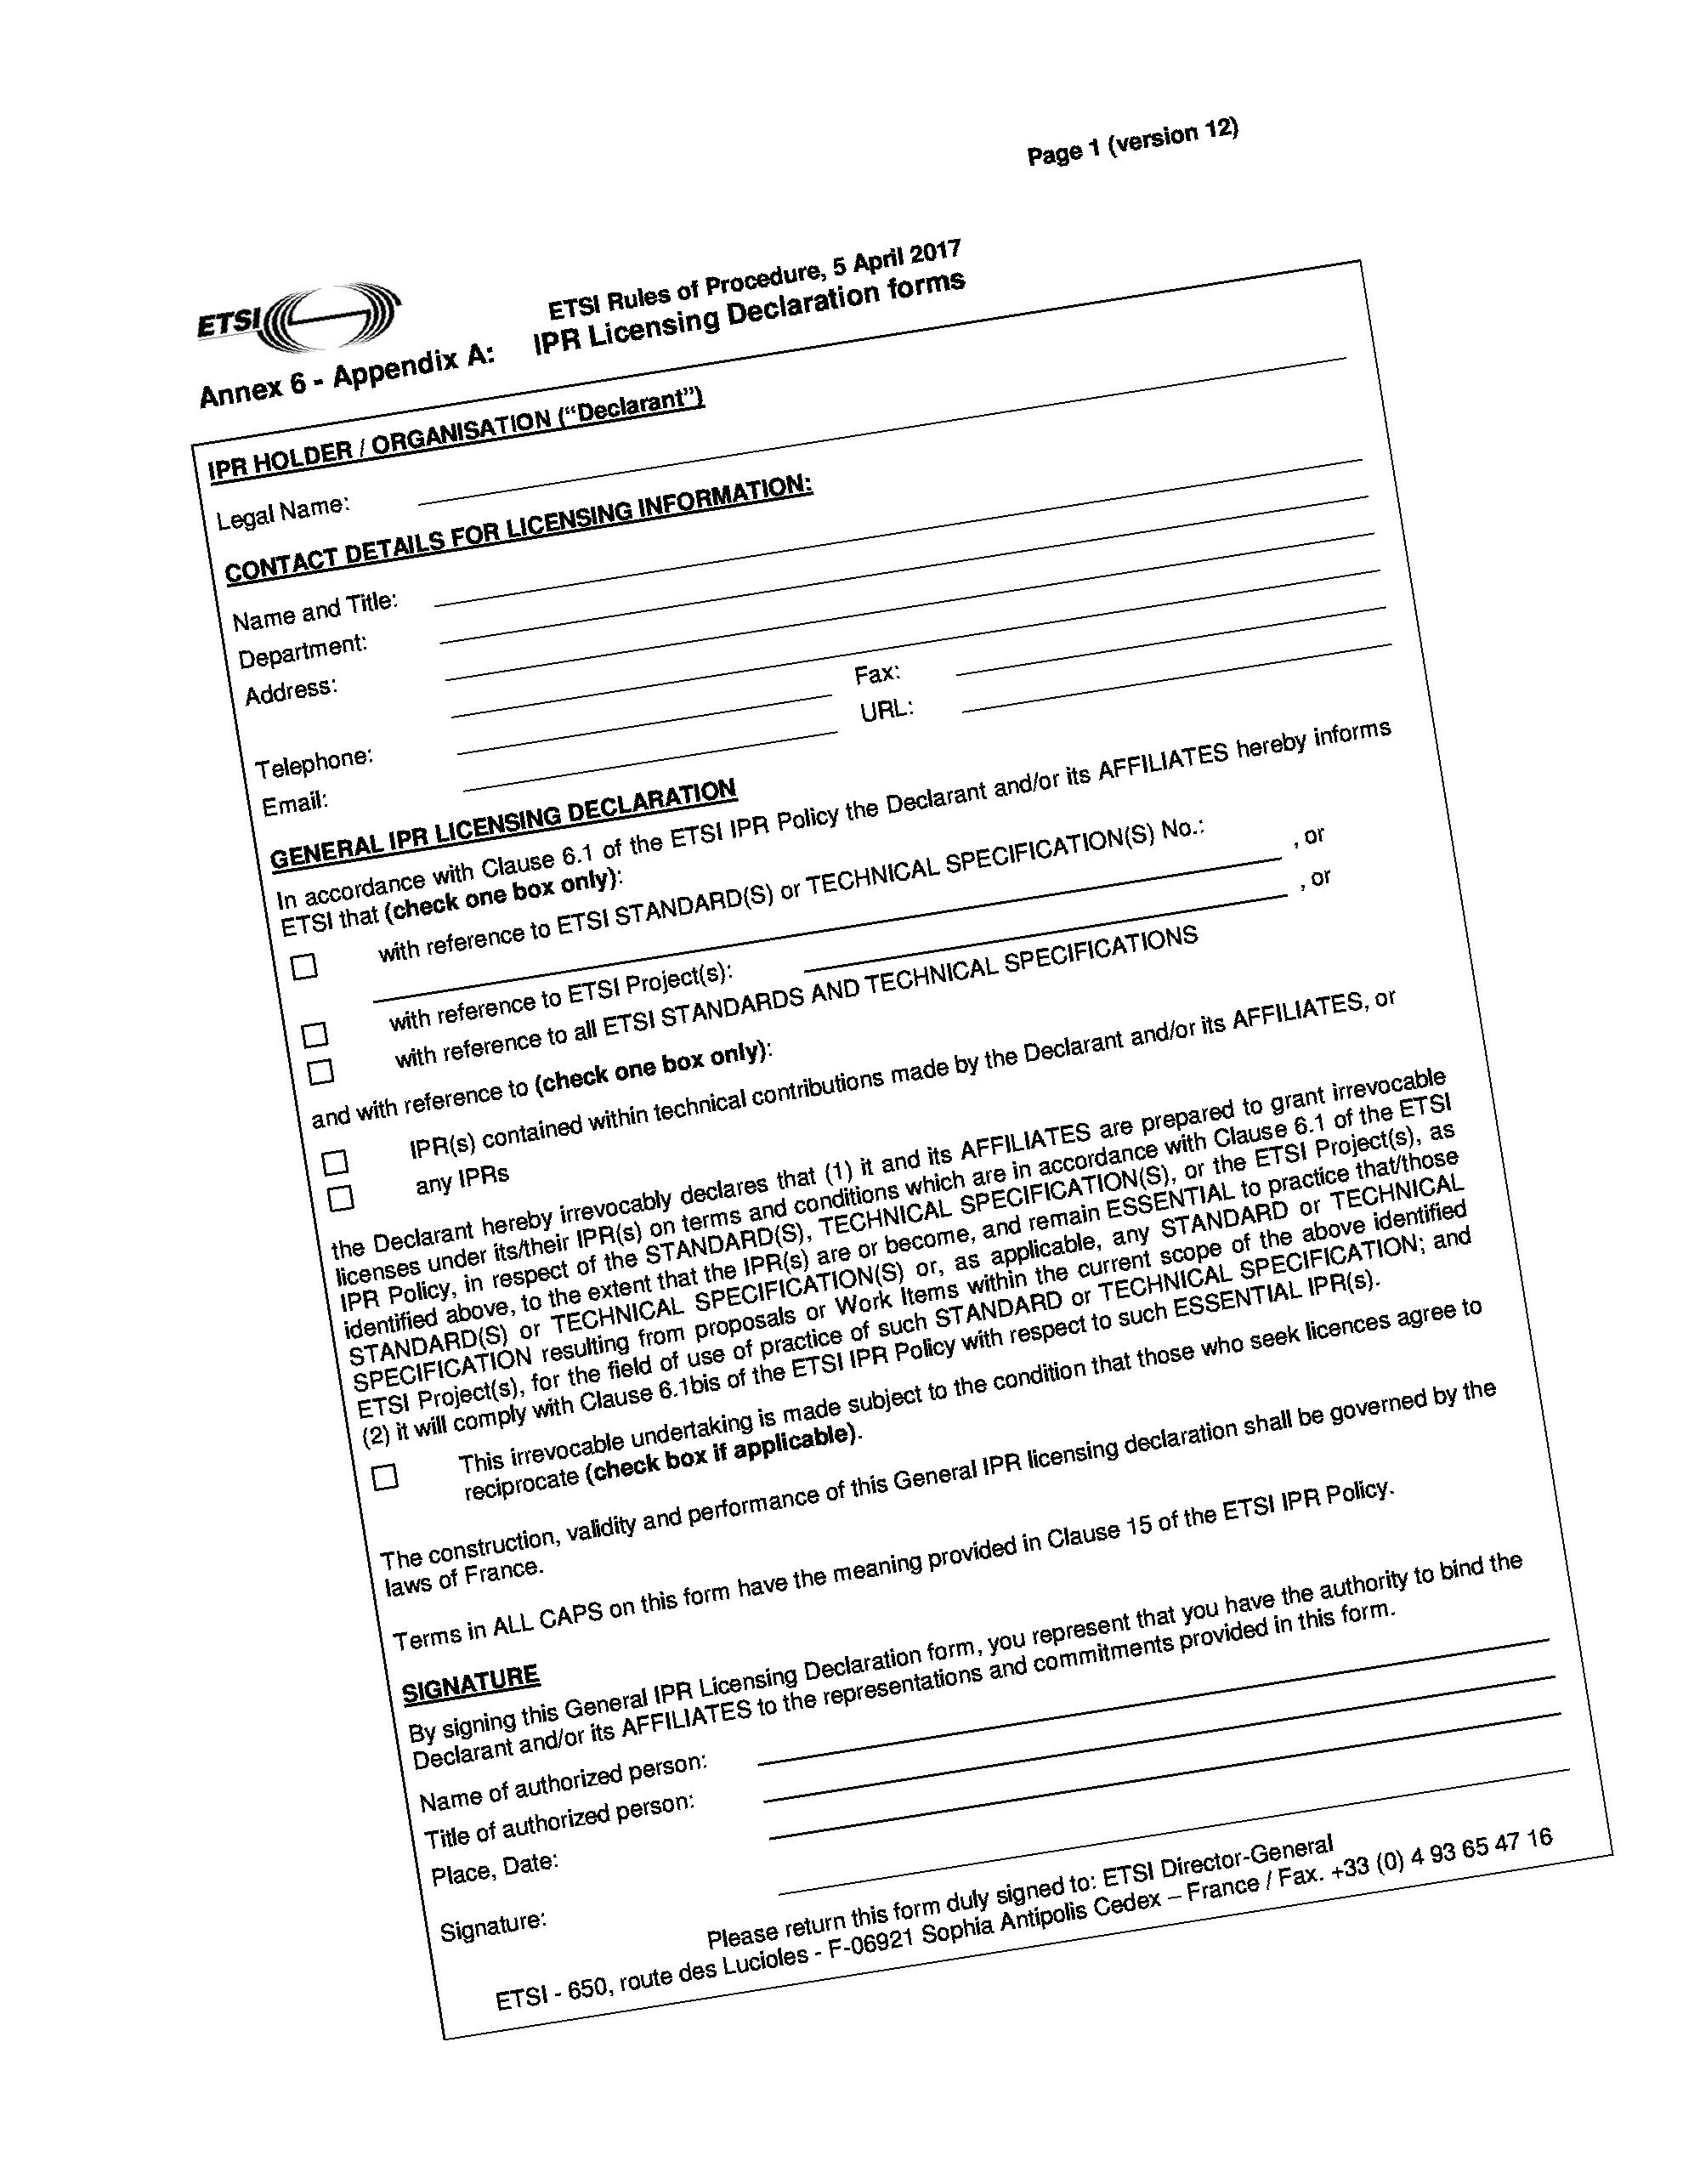 Page 1 (version 12)
ETSI
ETSI Rules of Procedure, 5 April 2017
Annex 6 - Appendix A: IPR Licensing Declaration forms
IPR HOLDER / ORGANISATION (“Declarant”)
Legal Name:
CONTACT DETAILS FOR LICENSING INFORMATION:
Name and Title:
Department:
Address:
Telephone: Fax:
Email: URL:
GENERAL IPR LICENSING DECLARATION
In accordance with Clause 6.1 of the ETSI IPR Policy the Declarant and/or its AFFILIATES hereby informs
ETSI that (check one box only):
with reference to ETSI STANDARD(S) or TECHNICAL SPECIFICATION(S) No.:
, or
with reference to ETSI Project(s): , or
with reference to all ETSI STANDARDS AND TECHNICAL SPECIFICATIONS
and with reference to (check one box only):
IPR(s) contained within technical contributions made by the Declarant and/or its AFFILIATES, or
any IPRs
the Declarant hereby irrevocably declares that (1) it and its AFFILIATES are prepared to grant irrevocable
licenses under its/their IPR(s) on terms and conditions which are in accordance with Clause 6.1 of the ETSI
IPR Policy, in respect of the STANDARD(S), TECHNICAL SPECIFICATION(S), or the ETSI Project(s), as
identified above, to the extent that the IPR(s) are or become, and remain ESSENTIAL to practice that/those
STANDARD(S) or TECHNICAL SPECIFICATION(S) or, as applicable, any STANDARD or TECHNICAL
SPECIFICATION resulting from proposals or Work Items within the current scope of the above identified
ETSI Project(s), for the field of use of practice of such STANDARD or TECHNICAL SPECIFICATION; and
(2) it will comply with Clause 6.1bis of the ETSI IPR Policy with respect to such ESSENTIAL IPR(s).
This irrevocable undertaking is made subject to the condition that those who seek licences agree to
reciprocate (check box if applicable).
The construction, validity and performance of this General IPR licensing declaration shall be governed by the
laws of France.
Terms in ALL CAPS on this form have the meaning provided in Clause 15 of the ETSI IPR Policy.
SIGNATURE
By signing this General IPR Licensing Declaration form, you represent that you have the authority to bind the
Declarant and/or its AFFILIATES to the representations and commitments provided in this form.
Name of authorized person:
Title of authorized person:
Place, Date:
Signature:
Please return this form duly signed to: ETSI Director-General
ETSI - 650, route des Lucioles - F-06921 Sophia Antipolis Cedex – France / Fax. +33 (0) 4 93 65 47 16